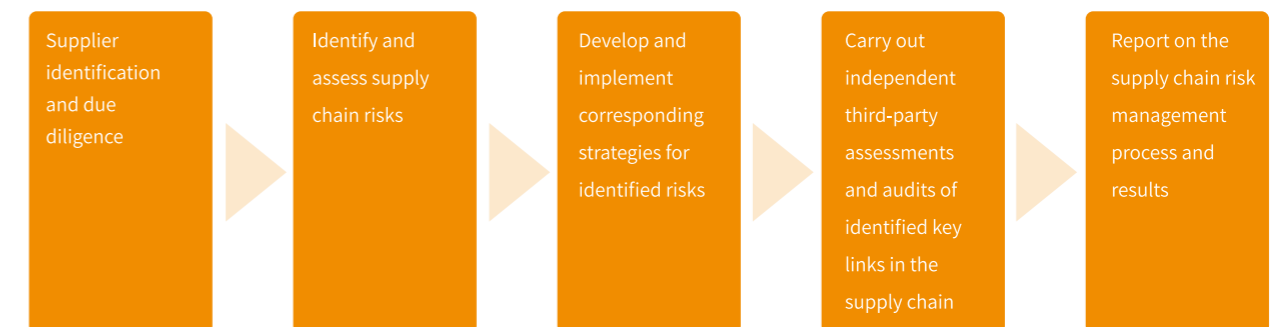 Supplier
identification
and due
diligence
Identify and
assess supply
chain risks
Develop and
implement
corresponding
strategies for
identified risks
Carry out
independent
third-party
assessments
and audits of
identified key
links in the
supply chain
Report on the
supply chain risk
management
process and
results